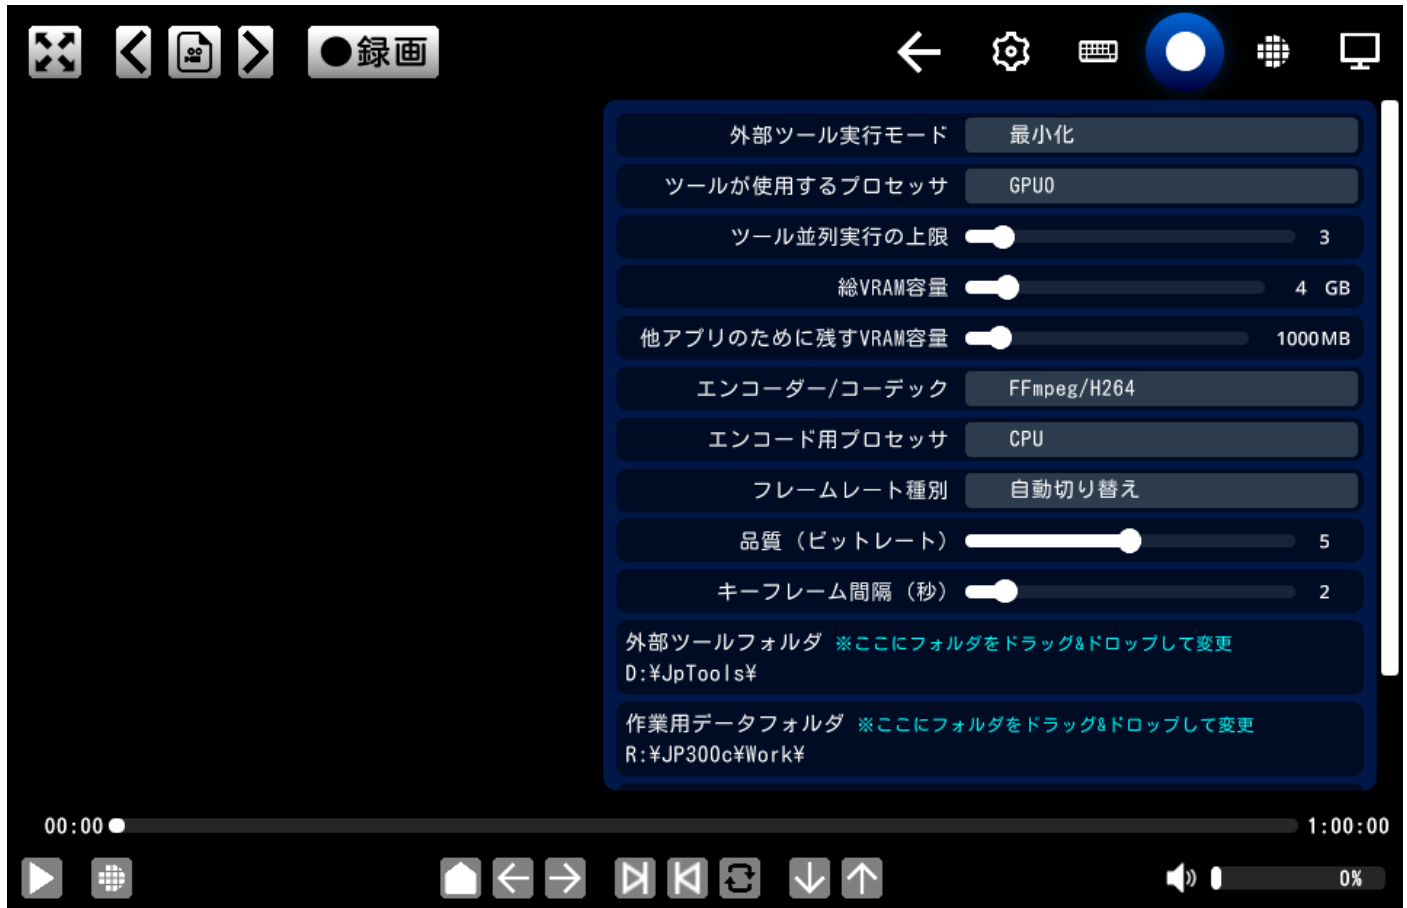 ●録画
外部ツール実行モード 最小化
ツールが使用するプロセッサ GPU0
ツール並列実行の上限 3
総VRAM容量 4 GB
他アプリのために残すVRAM容量 1000MB
エンコーダー/コーデック FFmpeg/H264
エンコード用プロセッサ CPU
フレームレート種別 自動切り替え
品質（ビットレート） 5
キーフレーム間隔（秒） 2
外部ツールフォルダ ※ここにフォルダをドラッグ&ドロップして変更
D:¥JpTools¥
作業用データフォルダ ※ここにフォルダをドラッグ&ドロップして変更
R:¥JP300c¥Work¥
00:00 1:00:00
0%